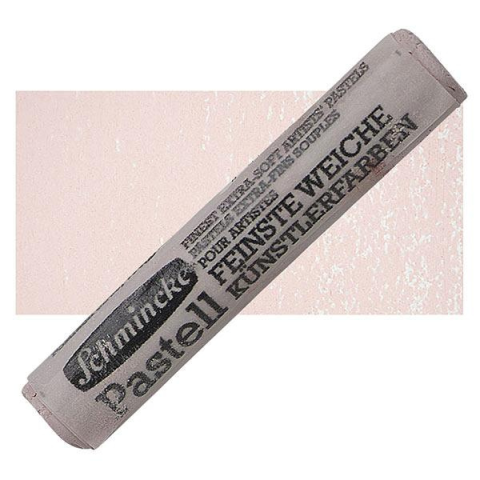 Schmincke
Pastell
FINEST EXTRA-SOFT ARTISTS' PASTELS
PASTELS EXTRA-FINS SOUPLES
POUR ARTISTES
FEINSTE WEICHE
KÜNSTLERFARBEN